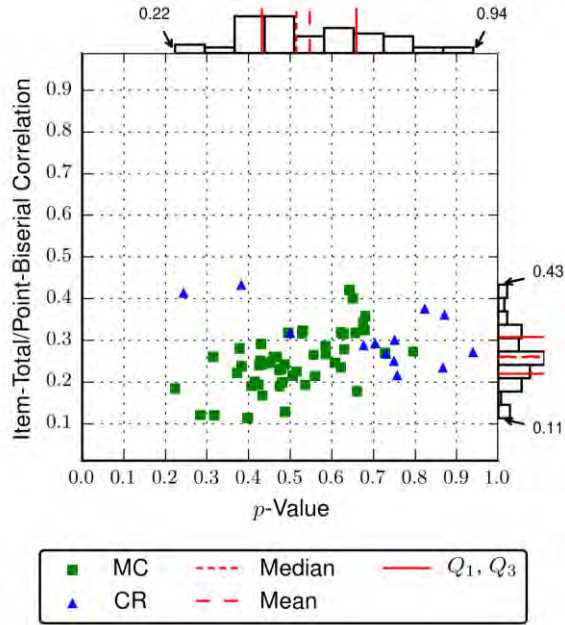 0.22
0.94
Item-Total/Point-Biserial Correlation
0.9
0.8
0.7
0.6
0.5
0.4
0.3
0.2
0.1
0.43
0.11
0.0 0.1 0.2 0.3 0.4 0.5 0.6 0.7 0.8 0.9 1.0
p-Value
MC Median Q₁, Q₃
CR Mean